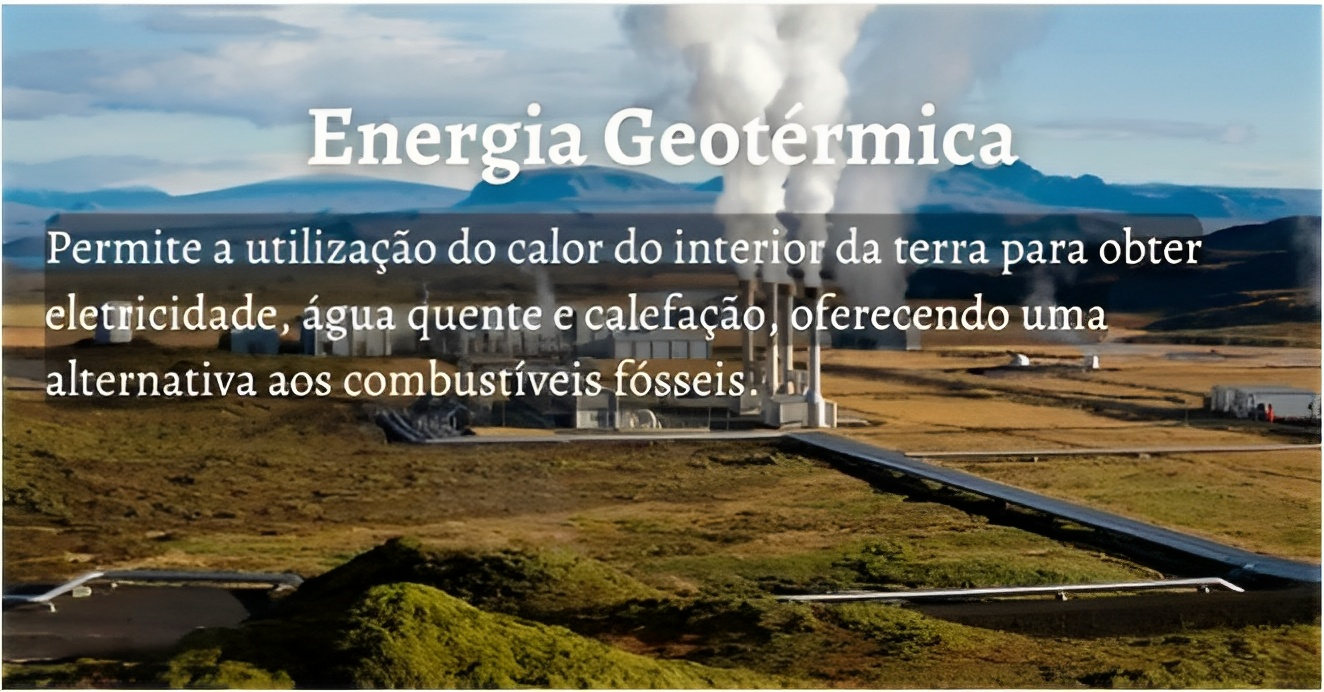 Energia Geotérmica
Permite a utilização do calor do interior da terra para obter
eletricidade, água quente e calefação, oferecendo uma
alternativa aos combustíveis fósseis.